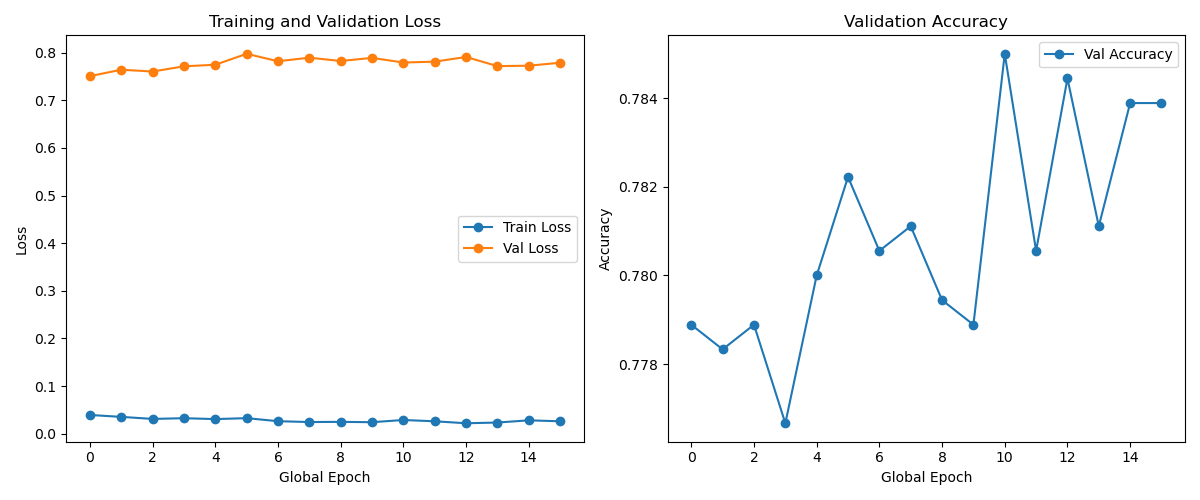 Training and Validation Loss
Loss
0.8
0.7
0.6
0.5
0.4
0.3
0.2
0.1
0.0
Train Loss
Val Loss
0 2 4 6 8 10 12 14
Global Epoch
Validation Accuracy
Accuracy
0.784
0.782
0.780
0.778
Val Accuracy
0 2 4 6 8 10 12 14
Global Epoch